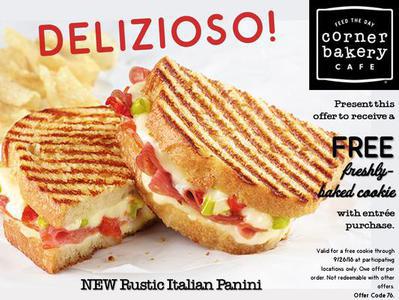 DELIZIOSO!
FEED THE DAY
corner
bakery
CAFE
Present this
offer to receive a
FREE
freshly-
baked cookie
with entrée
purchase.
Valid for a free cookie through
9/26/16 at participating
locations only. One offer per
order. Not redeemable with other
offers.
Offer Code 76.
NEW Rustic Italian Panini